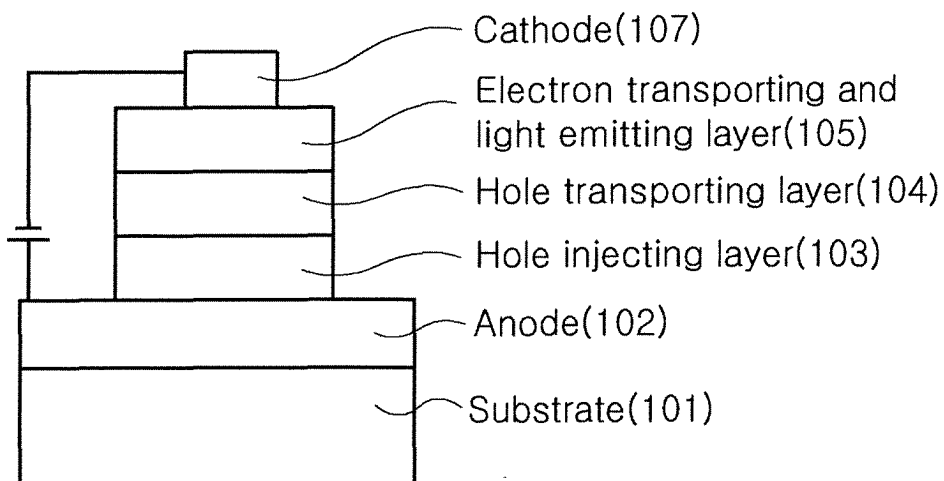 Cathode(107)
Electron transporting and
light emitting layer(105)
Hole transporting layer(104)
Hole injecting layer(103)
Anode(102)
Substrate(101)